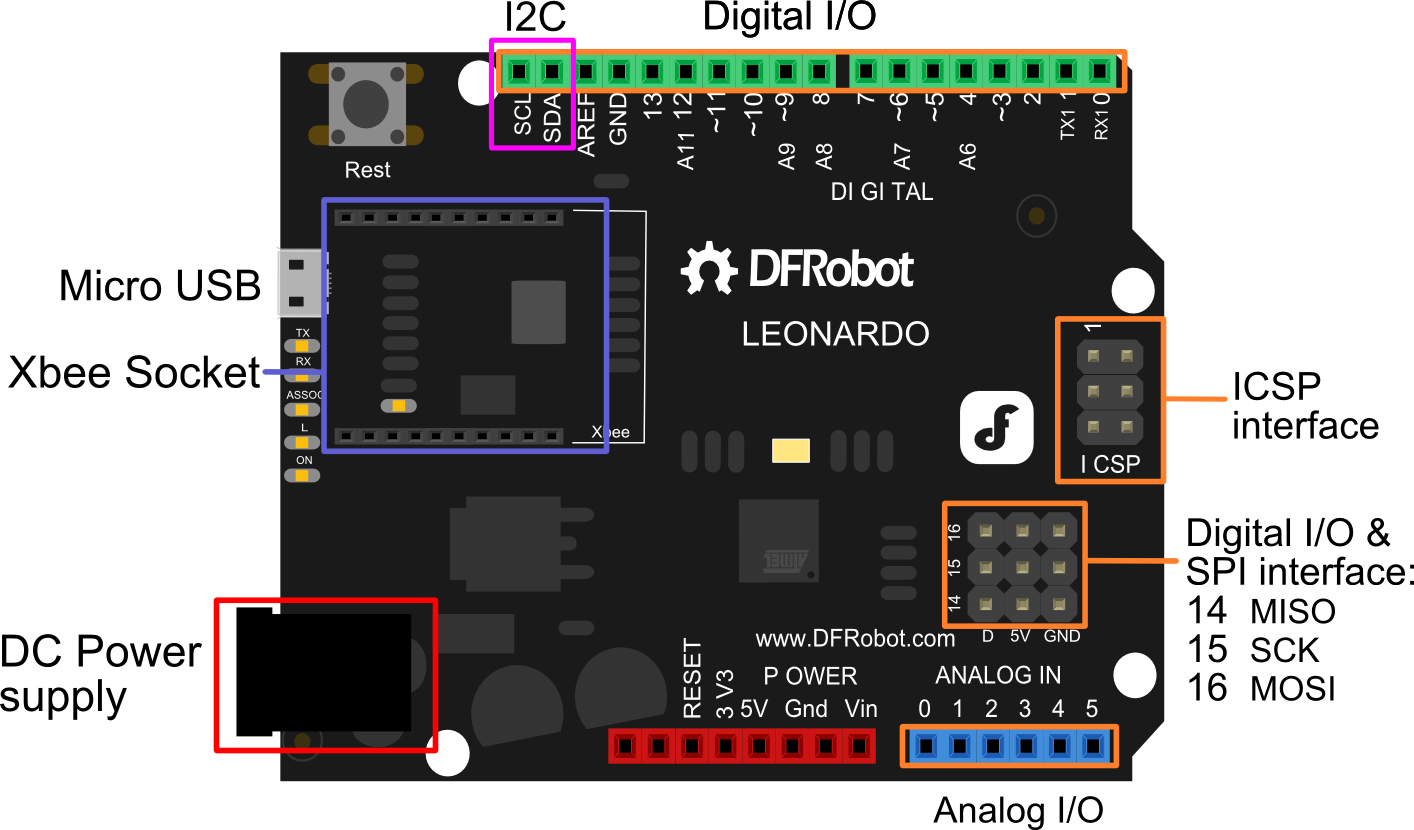 I2C
Digital I/O
SCL
SDA
AREF
GND
13
12
~11
~10
~9
8
7
~6
~5
4
~3
2
TX1 1
RX1 0
A11
A9
A8
A7
A6
DI GI TAL
Rest
Micro USB
DFRobot
LEONARDO
TX
RX
ASSOC
L
ON
Xbee Socket
Xbee
1
I CSP
ICSP
interface
ATMEL
16
15
14
D 5V GND
Digital I/O &
SPI interface:
14 MISO
15 SCK
16 MOSI
DC Power
supply
www.DFRobot.com
P OWER
ANALOG IN
RESET
3 V3
5V Gnd Vin
0 1 2 3 4 5
Analog I/O